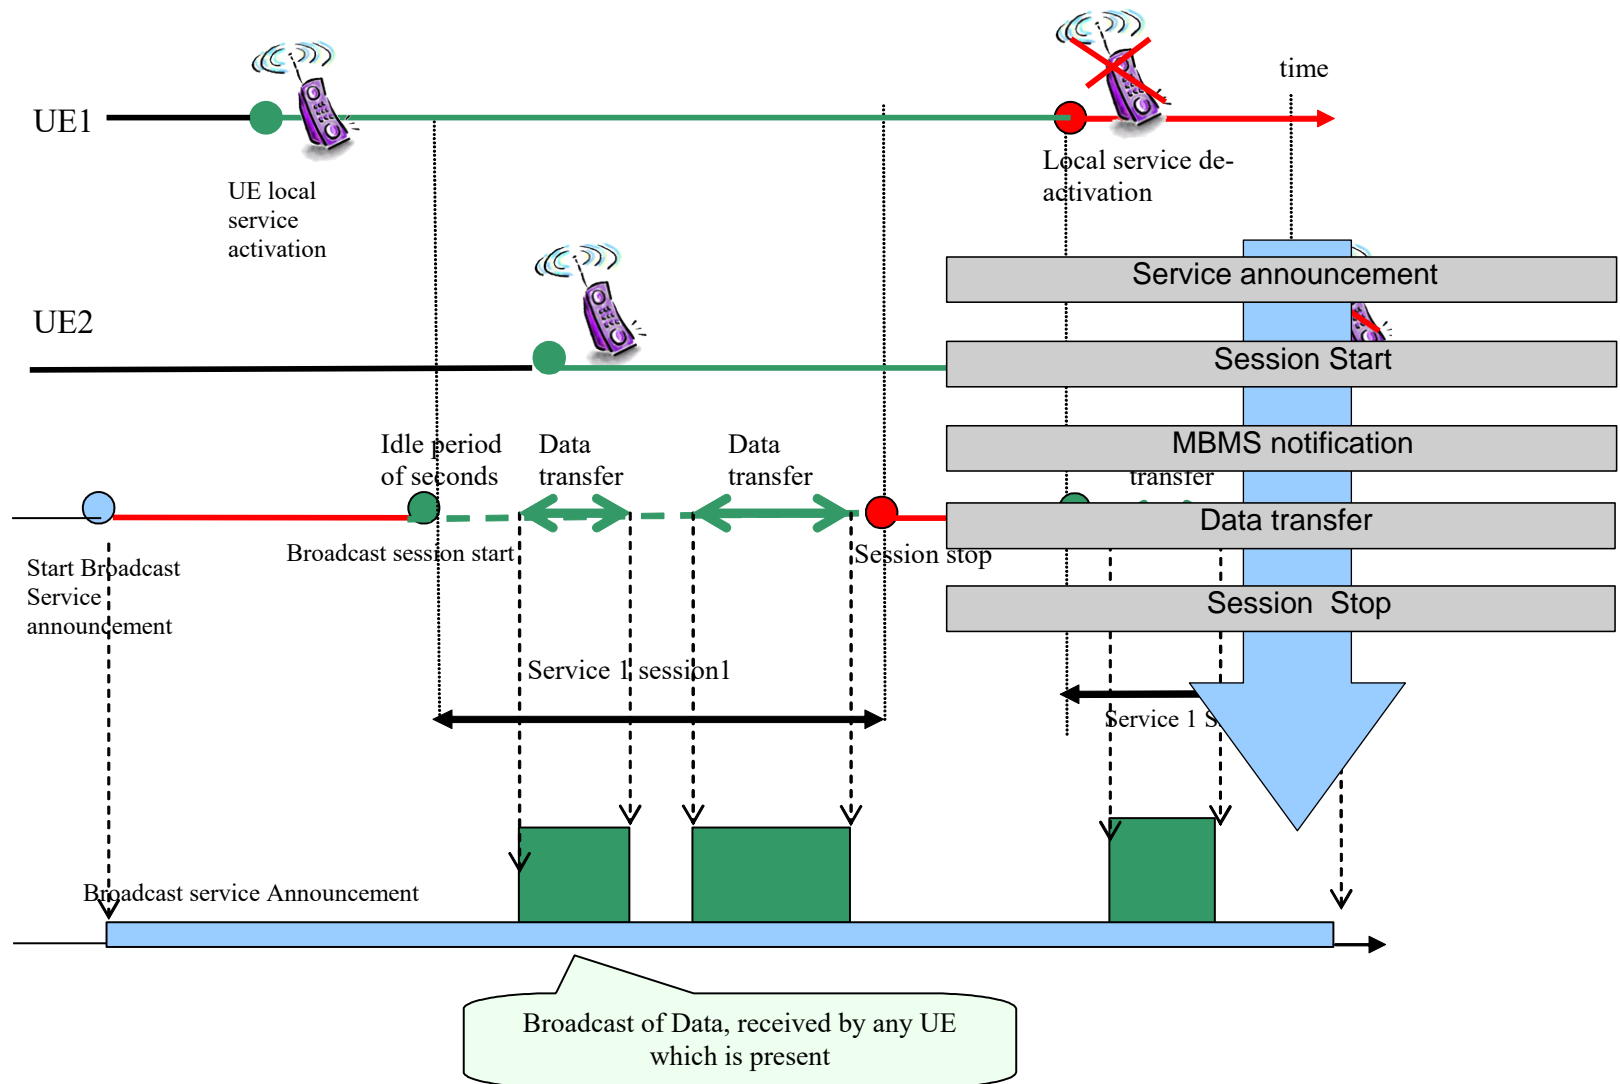 time
UE1
Local service de-
activation
UE local
service
activation
Service announcement
UE2
Session Start
Idle period
of seconds
Data
transfer
Data
transfer
MBMS notification
transfer
Data transfer
Broadcast session start
Session stop
Start Broadcast
Service
announcement
Session Stop
Service 1 session1
Service 1 S
Broadcast service Announcement
Broadcast of Data, received by any UE
which is present